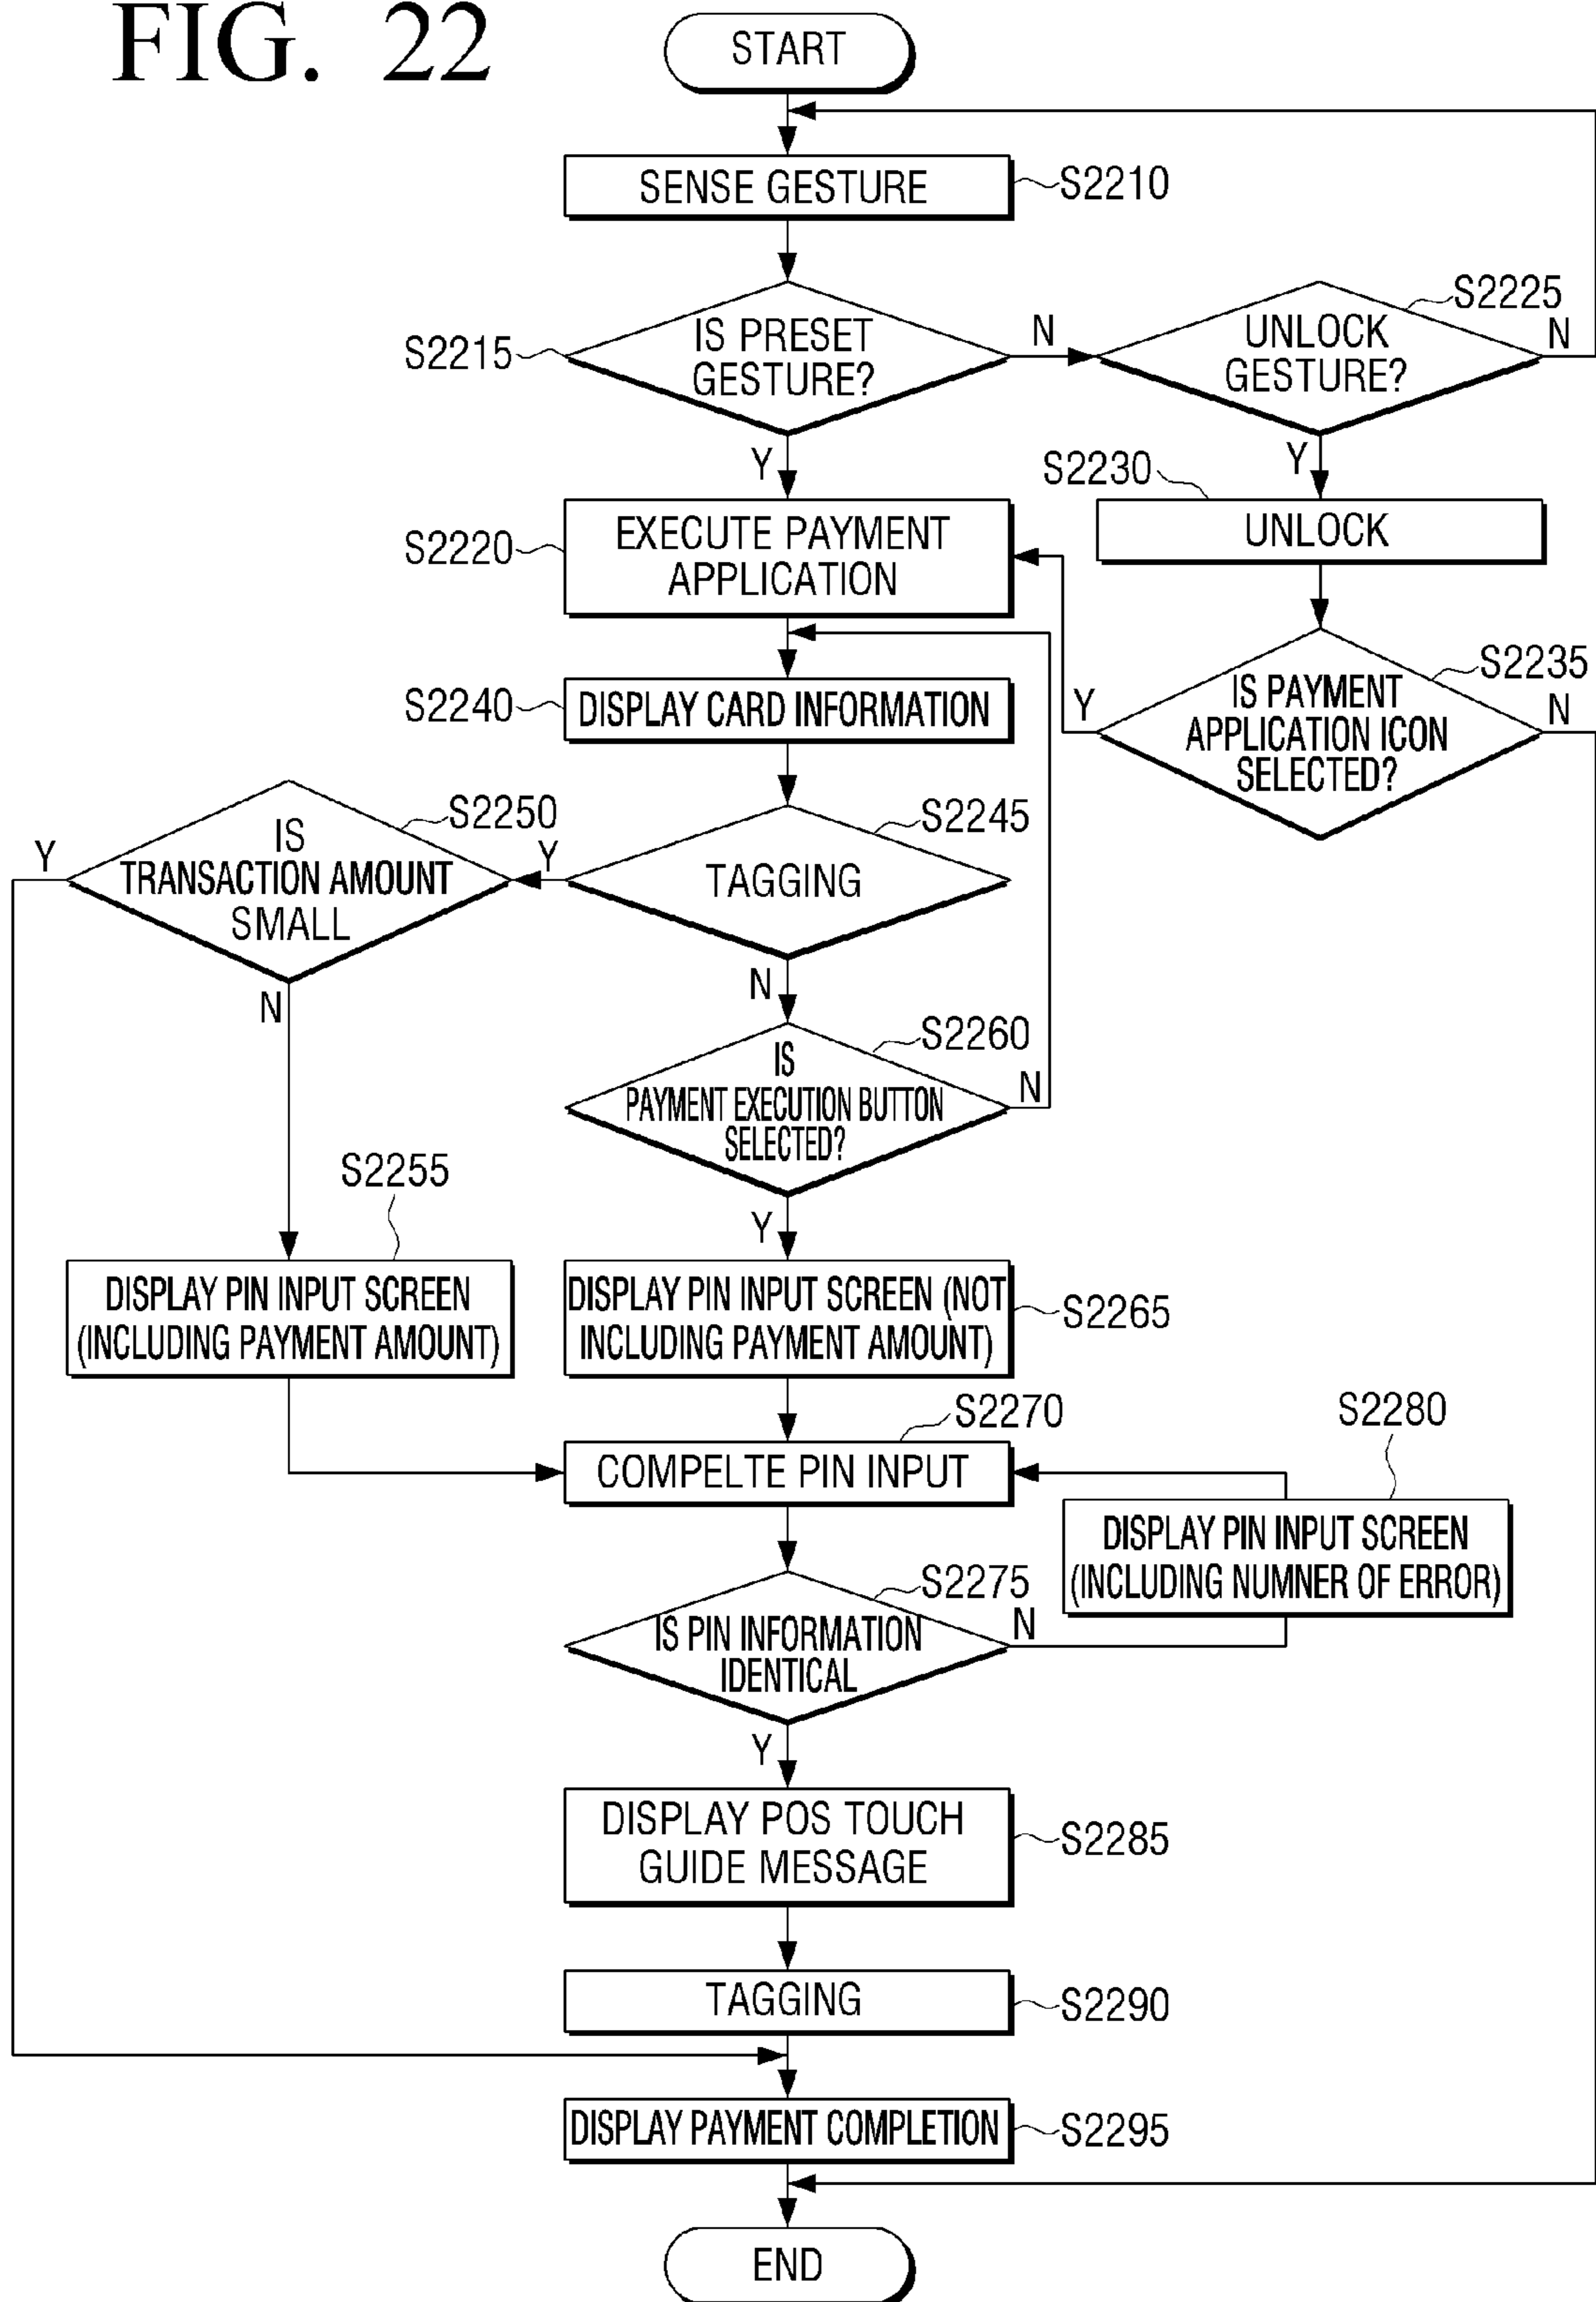 FIG. 22
START
SENSE GESTURE
S2210
S2215
IS PRESET
GESTURE?
N
UNLOCK
GESTURE?
S2225
N
Y
Y
S2220
EXECUTE PAYMENT
APPLICATION
S2230
UNLOCK
S2240
DISPLAY CARD INFORMATION
Y
IS PAYMENT
APPLICATION ICON
SELECTED?
S2235
N
Y
IS
TRANSACTION AMOUNT
SMALL
S2250
Y
TAGGING
S2245
N
N
IS
PAYMENT EXECUTION BUTTON
SELECTED?
S2260
N
Y
S2255
DISPLAY PIN INPUT SCREEN
(INCLUDING PAYMENT AMOUNT)
DISPLAY PIN INPUT SCREEN (NOT
INCLUDING PAYMENT AMOUNT)
S2265
S2270
COMPELTE PIN INPUT
S2280
DISPLAY PIN INPUT SCREEN
(INCLUDING NUMNER OF ERROR)
S2275
IS PIN INFORMATION
IDENTICAL
N
Y
DISPLAY POS TOUCH
GUIDE MESSAGE
S2285
TAGGING
S2290
DISPLAY PAYMENT COMPLETION
S2295
END